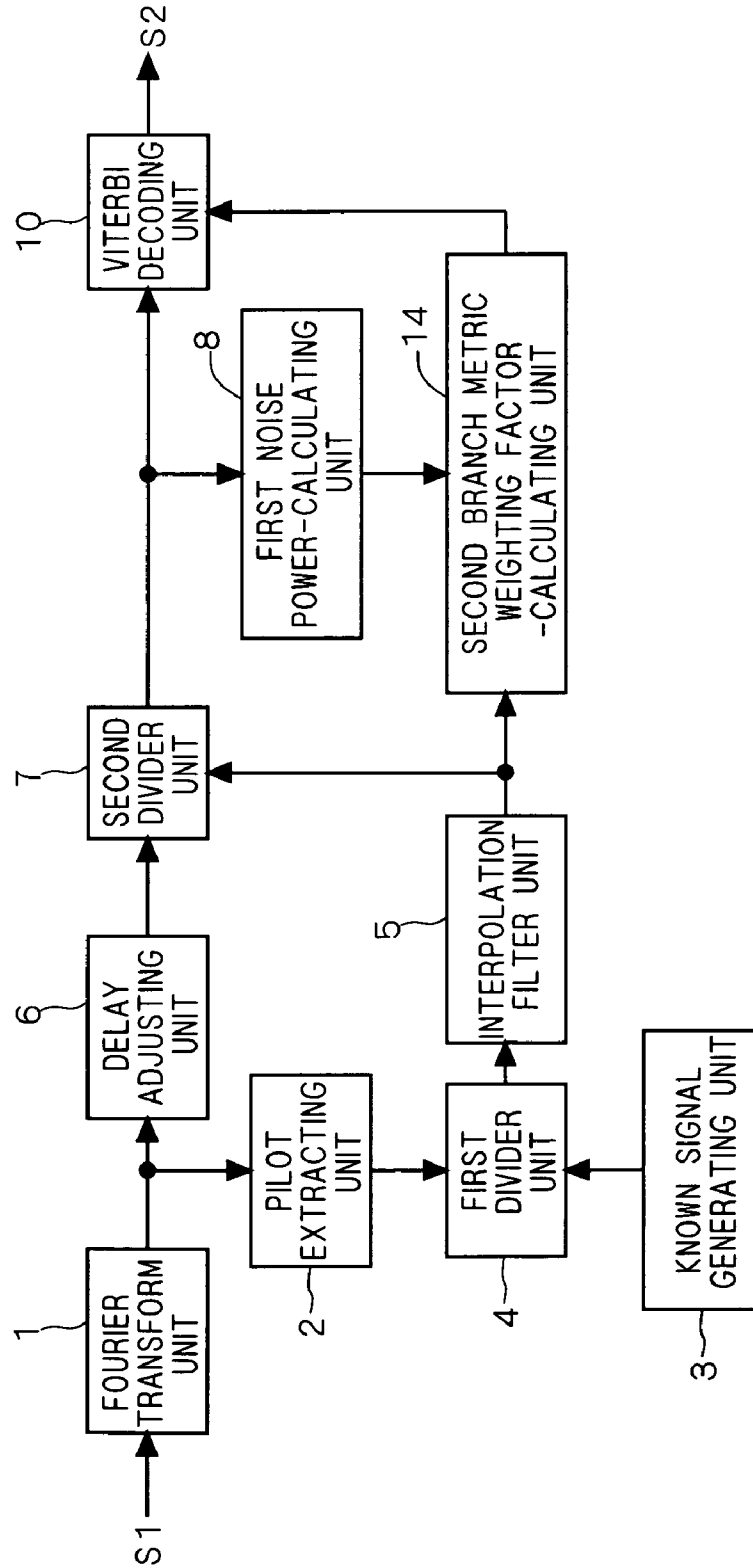 S1
1
FOURIER
TRANSFORM
UNIT
6
DELAY
ADJUSTING
UNIT
7
SECOND
DIVIDER
UNIT
10
VITERBI
DECODING
UNIT
S2
2
PILOT
EXTRACTING
UNIT
8
FIRST NOISE
POWER-CALCULATING
UNIT
4
FIRST
DIVIDER
UNIT
5
INTERPOLATION
FILTER UNIT
14
SECOND BRANCH METRIC
WEIGHTING FACTOR
-CALCULATING UNIT
3
KNOWN SIGNAL
GENERATING UNIT